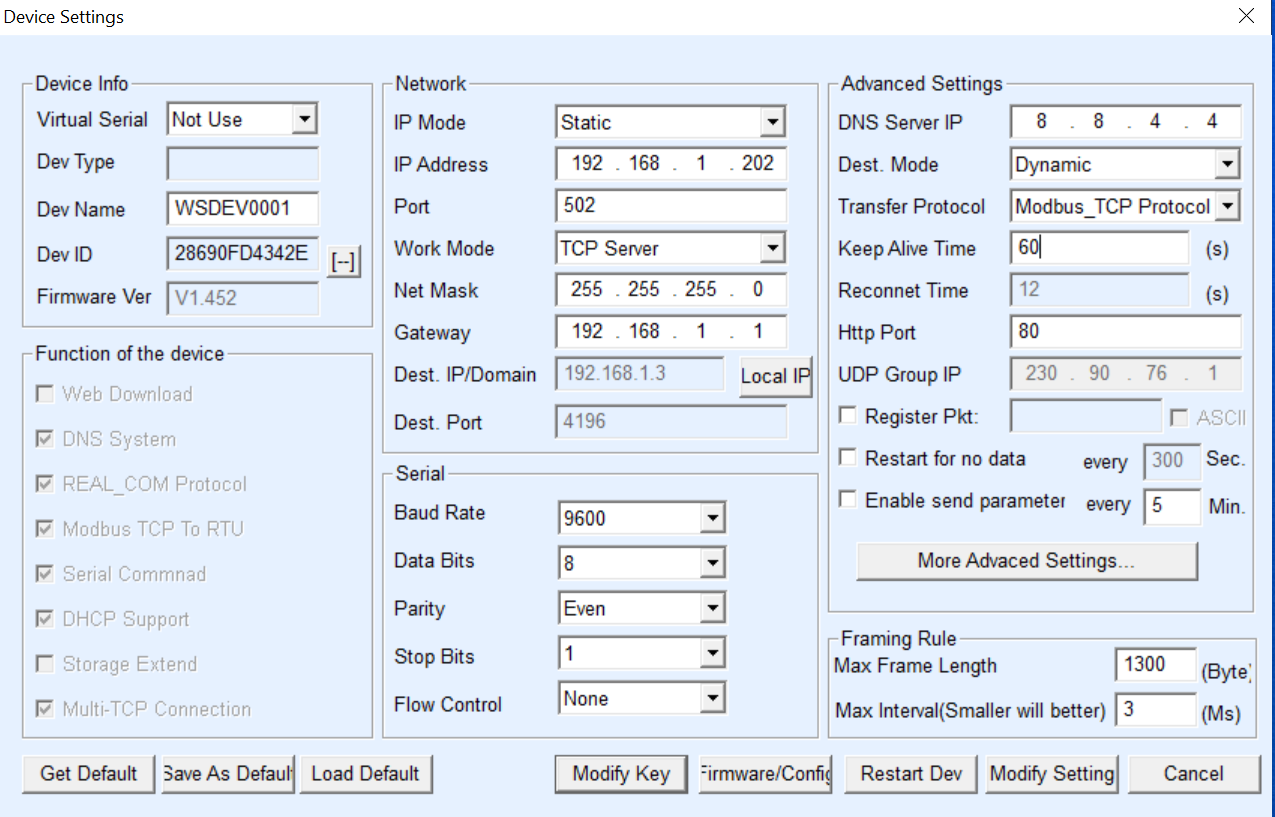 Device Settings
Device Info
Virtual Serial Not Use
Dev Type
Dev Name WSDEV0001
Dev ID 28690FD4342E [--]
Firmware Ver V1.452
Function of the device
Web Download
DNS System
REAL_COM Protocol
Modbus TCP To RTU
Serial Commnad
DHCP Support
Storage Extend
Multi-TCP Connection
Network
IP Mode Static
IP Address 192 . 168 . 1 . 202
Port 502
Work Mode TCP Server
Net Mask 255 . 255 . 255 . 0
Gateway 192 . 168 . 1 . 1
Dest. IP/Domain 192.168.1.3 Local IP
Dest. Port 4196
Serial
Baud Rate 9600
Data Bits 8
Parity Even
Stop Bits 1
Flow Control None
Advanced Settings
DNS Server IP 8 . 8 . 4 . 4
Dest. Mode Dynamic
Transfer Protocol Modbus_TCP Protocol
Keep Alive Time 60 (s)
Reconnet Time 12 (s)
Http Port 80
UDP Group IP 230 . 90 . 76 . 1
Register Pkt: ASCII
Restart for no data every 300 Sec.
Enable send parameter every 5 Min.
More Advaced Settings...
Framing Rule
Max Frame Length 1300 (Byte)
Max Interval(Smaller will better) 3 (Ms)
Get Default Save As Default Load Default Modify Key Firmware/Config Restart Dev Modify Setting Cancel